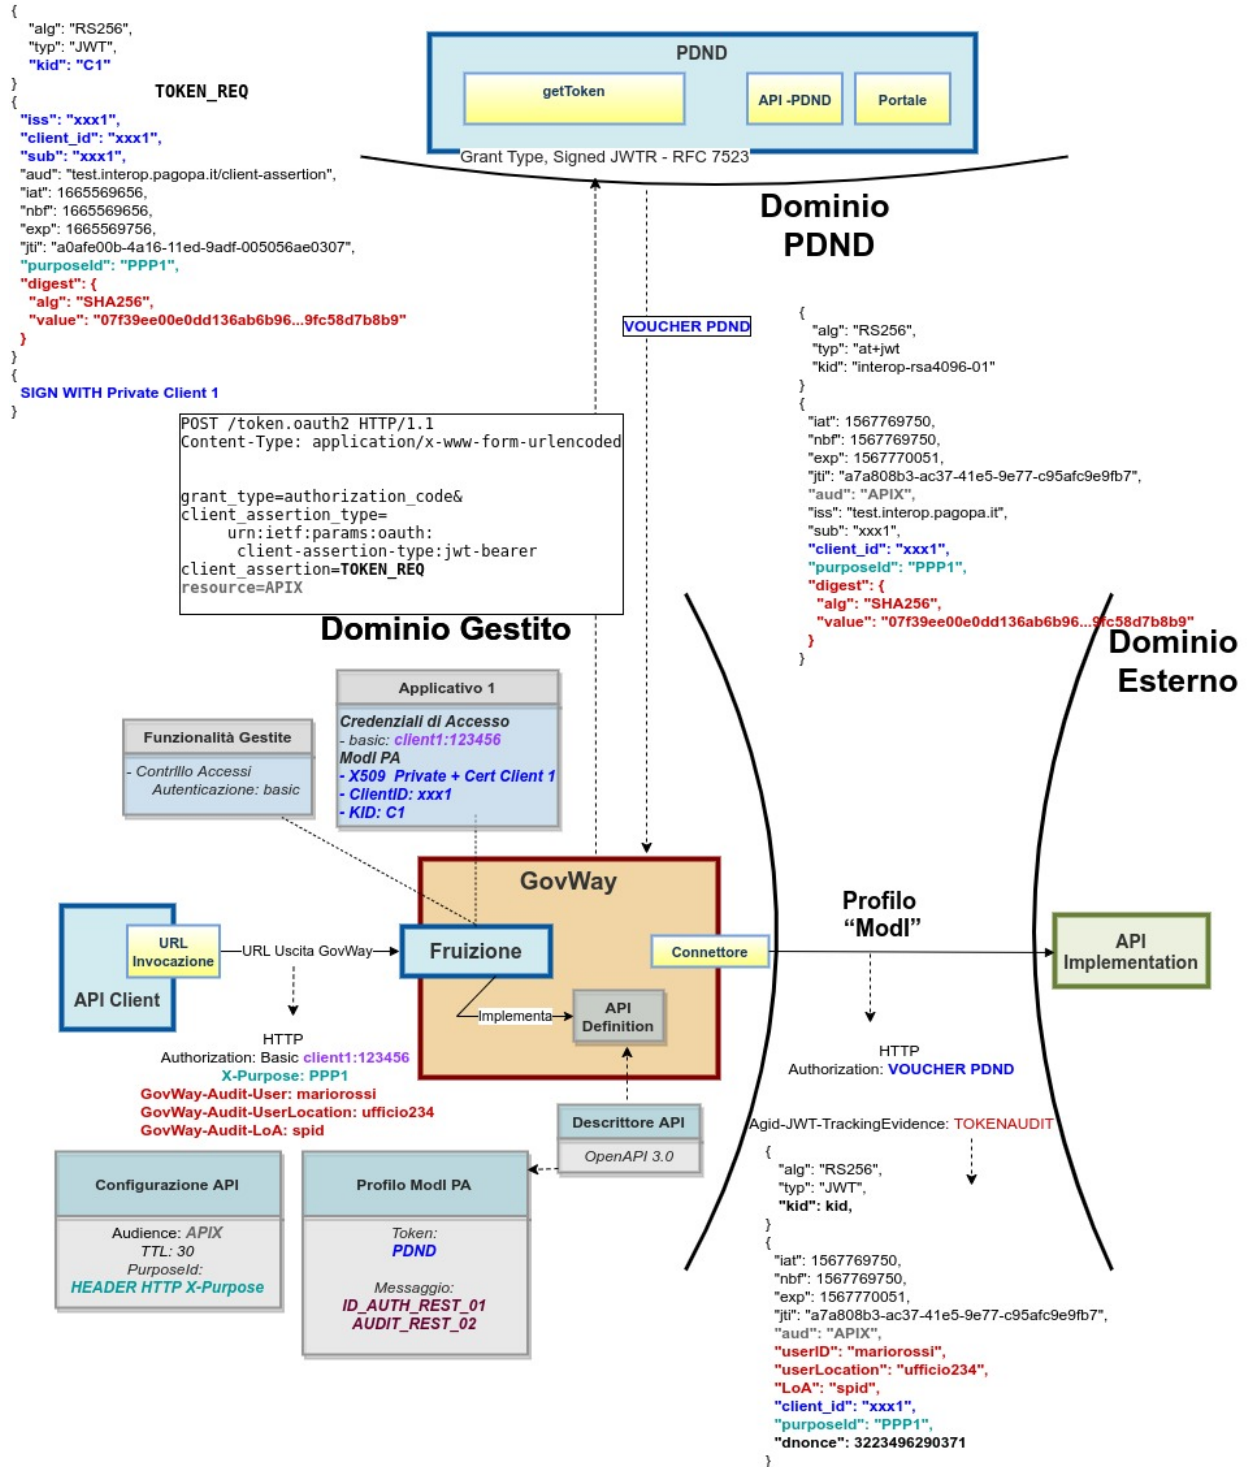 {
"alg": "RS256",
"typ": "JWT",
"kid": "C1"
}
TOKEN_REQ
{
"iss": "xxx1",
"client_id": "xxx1",
"sub": "xxx1",
"aud": "test.interop.pagopa.it/client-assertion",
"iat": 1665569656,
"nbf": 1665569656,
"exp": 1665569756,
"jti": "a0afe00b-4a16-11ed-9adf-005056ae0307",
"purposeId": "PPP1",
"digest": {
"alg": "SHA256",
"value": "07f39ee00e0dd136ab6b96...9fc58d7b8b9"
}
}
{
SIGN WITH Private Client 1
}
PDND
getToken
API -PDND
Portale
Grant Type, Signed JWTR - RFC 7523
Dominio
PDND
VOUCHER PDND
{
"alg": "RS256",
"typ": "at+jwt
"kid": "interop-rsa4096-01"
}
{
"iat": 1567769750,
"nbf": 1567769750,
"exp": 1567770051,
"jti": "a7a808b3-ac37-41e5-9e77-c95afc9e9fb7",
"aud": "APIX",
"iss": "test.interop.pagopa.it",
"sub": "xxx1",
"client_id": "xxx1",
"purposeId": "PPP1",
"digest": {
"alg": "SHA256",
"value": "07f39ee00e0dd136ab6b96...9fc58d7b8b9"
}
}
POST /token.oauth2 HTTP/1.1
Content-Type: application/x-www-form-urlencoded
grant_type=authorization_code&
client_assertion_type=
urn:ietf:params:oauth:
client-assertion-type:jwt-bearer
client_assertion=TOKEN_REQ
resource=APIX
Dominio Gestito
Dominio
Esterno
Funzionalità Gestite
- Contrlllo Accessi
Autenticazione: basic
Applicativo 1
Credenziali di Accesso
- basic: client1:123456
ModI PA
- X509 Private + Cert Client 1
- ClientID: xxx1
- KID: C1
GovWay
URL
Invocazione
API Client
URL Uscita GovWay
Fruizione
Implementa
API
Definition
Connettore
Profilo
“ModI”
API
Implementation
HTTP
Authorization: Basic client1:123456
X-Purpose: PPP1
GovWay-Audit-User: mariorossi
GovWay-Audit-UserLocation: ufficio234
GovWay-Audit-LoA: spid
HTTP
Authorization: VOUCHER PDND
Agid-JWT-TrackingEvidence: TOKENAUDIT
Descrittore API
OpenAPI 3.0
Configurazione API
Audience: APIX
TTL: 30
PurposeId:
HEADER HTTP X-Purpose
Profilo ModI PA
Token:
PDND
Messaggio:
ID_AUTH_REST_01
AUDIT_REST_02
{
"alg": "RS256",
"typ": "JWT",
"kid": kid,
}
{
"iat": 1567769750,
"nbf": 1567769750,
"exp": 1567770051,
"jti": "a7a808b3-ac37-41e5-9e77-c95afc9e9fb7",
"aud": "APIX",
"userID": "mariorossi",
"userLocation": "ufficio234",
"LoA": "spid",
"client_id": "xxx1",
"purposeId": "PPP1",
"dnonce": 3223496290371
}